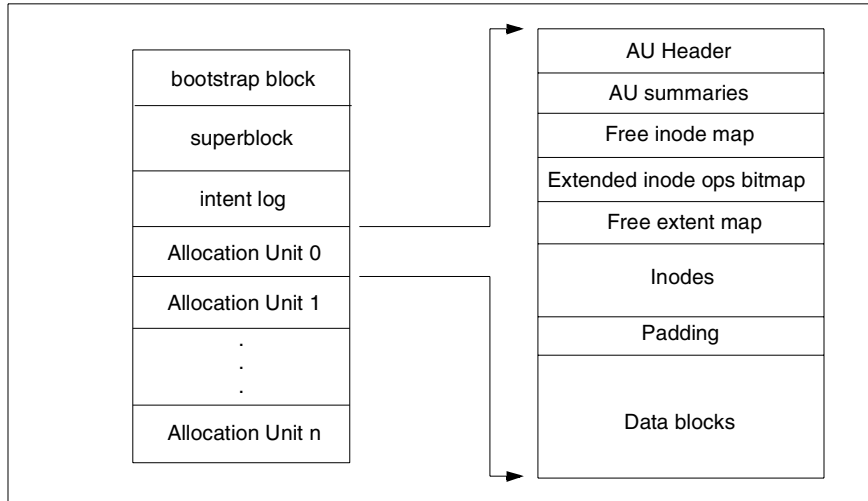 bootstrap block
superblock
intent log
Allocation Unit 0
Allocation Unit 1
.
.
.
Allocation Unit n
AU Header
AU summaries
Free inode map
Extended inode ops bitmap
Free extent map
Inodes
Padding
Data blocks